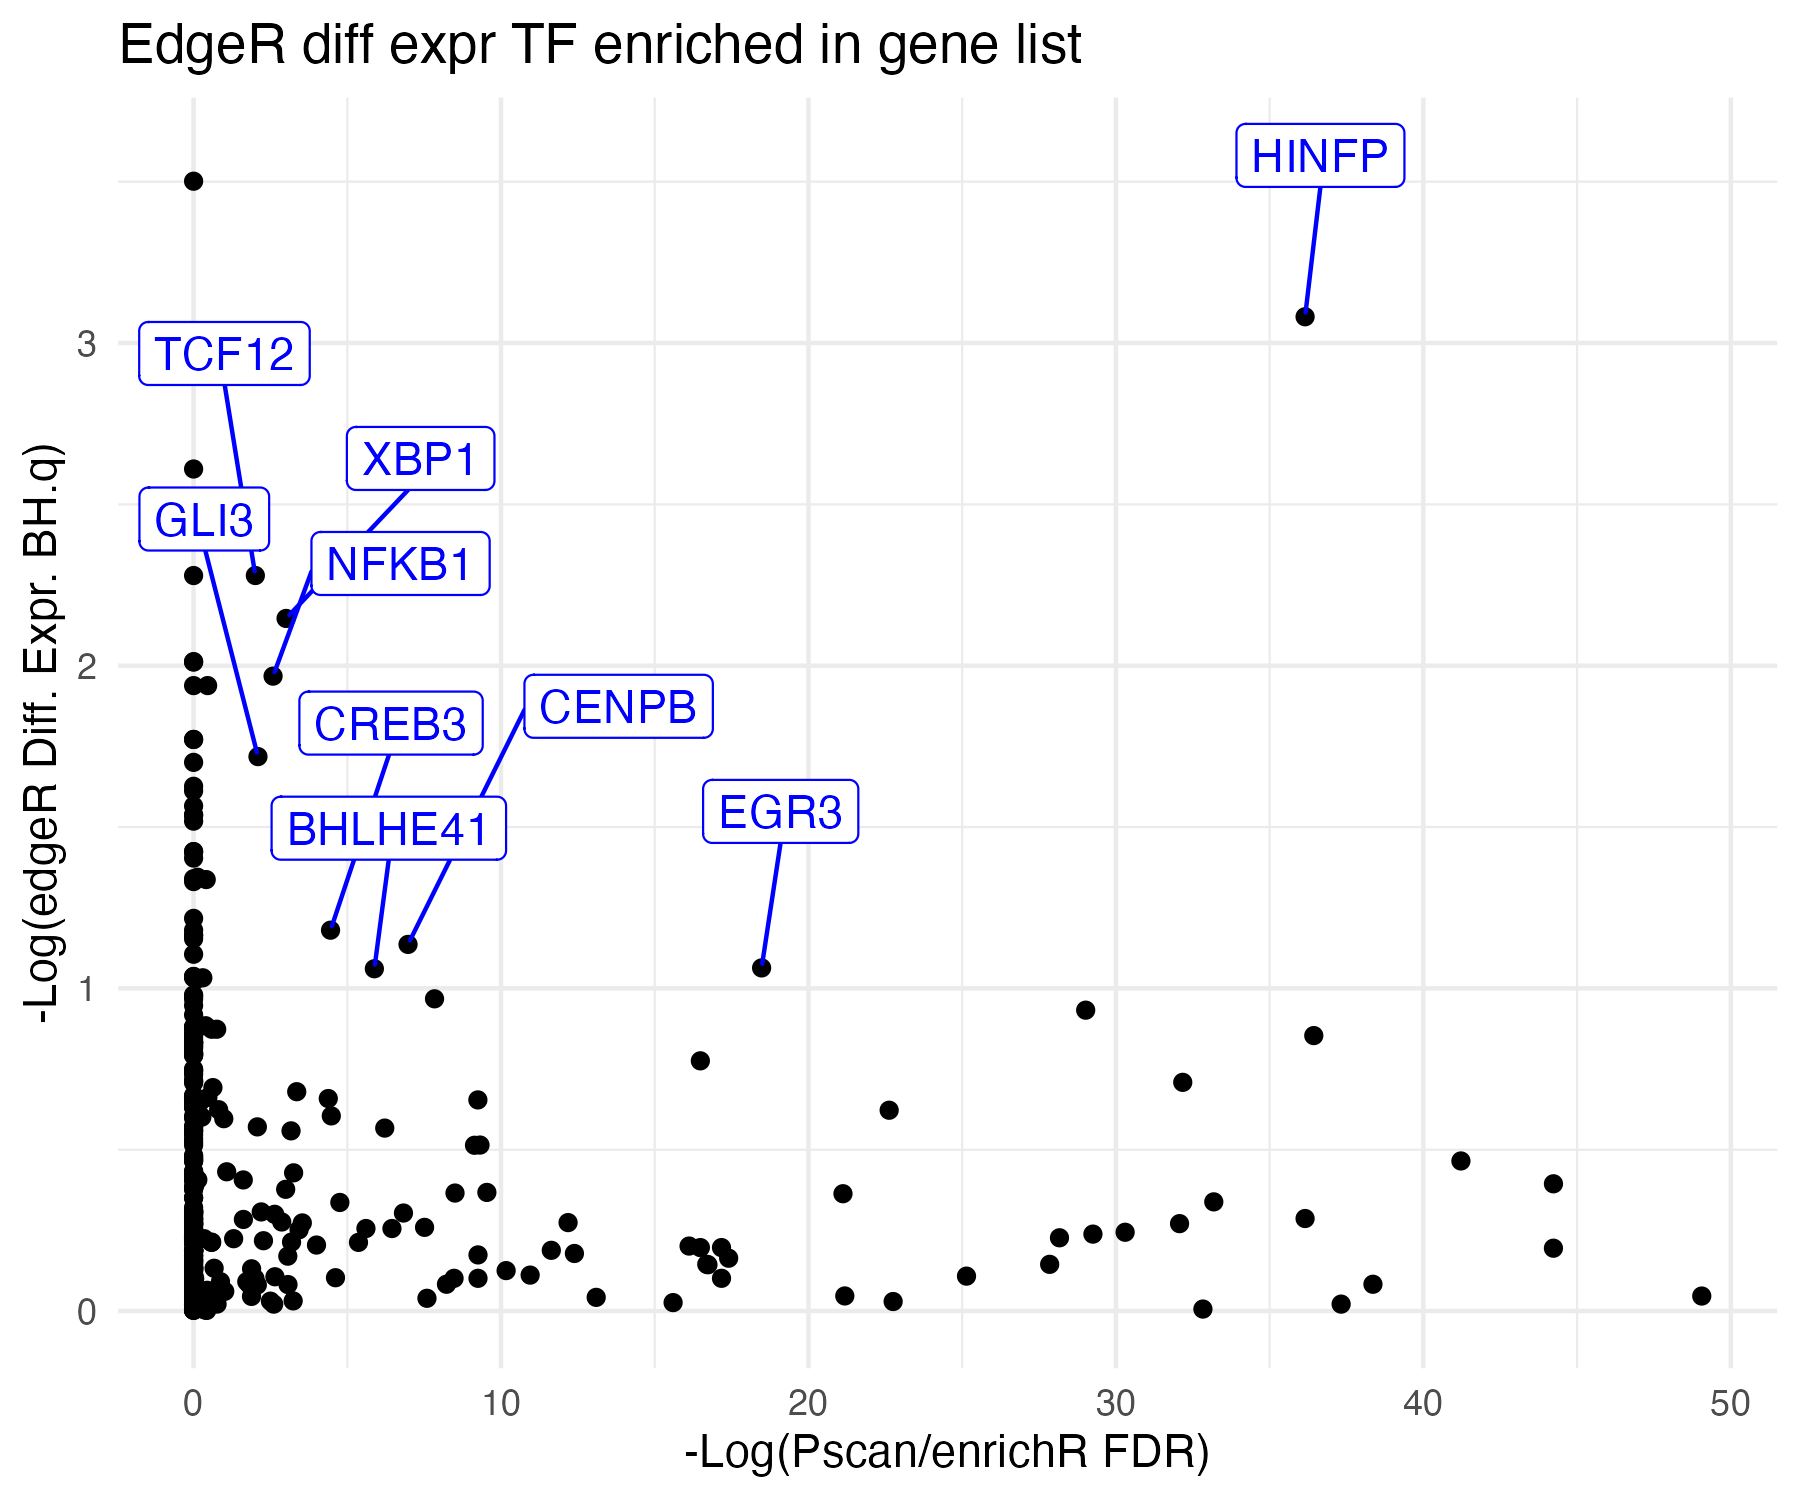 EdgeR diff expr TF enriched in gene list
HINFP
TCF12
XBP1
GLI3
NFKB1
CREB3
CENPB
BHLHE41
EGR3
-Log(edgeR Diff. Expr. BH.q)
3
2
1
0
0 10 20 30 40 50
-Log(Pscan/enrichR FDR)